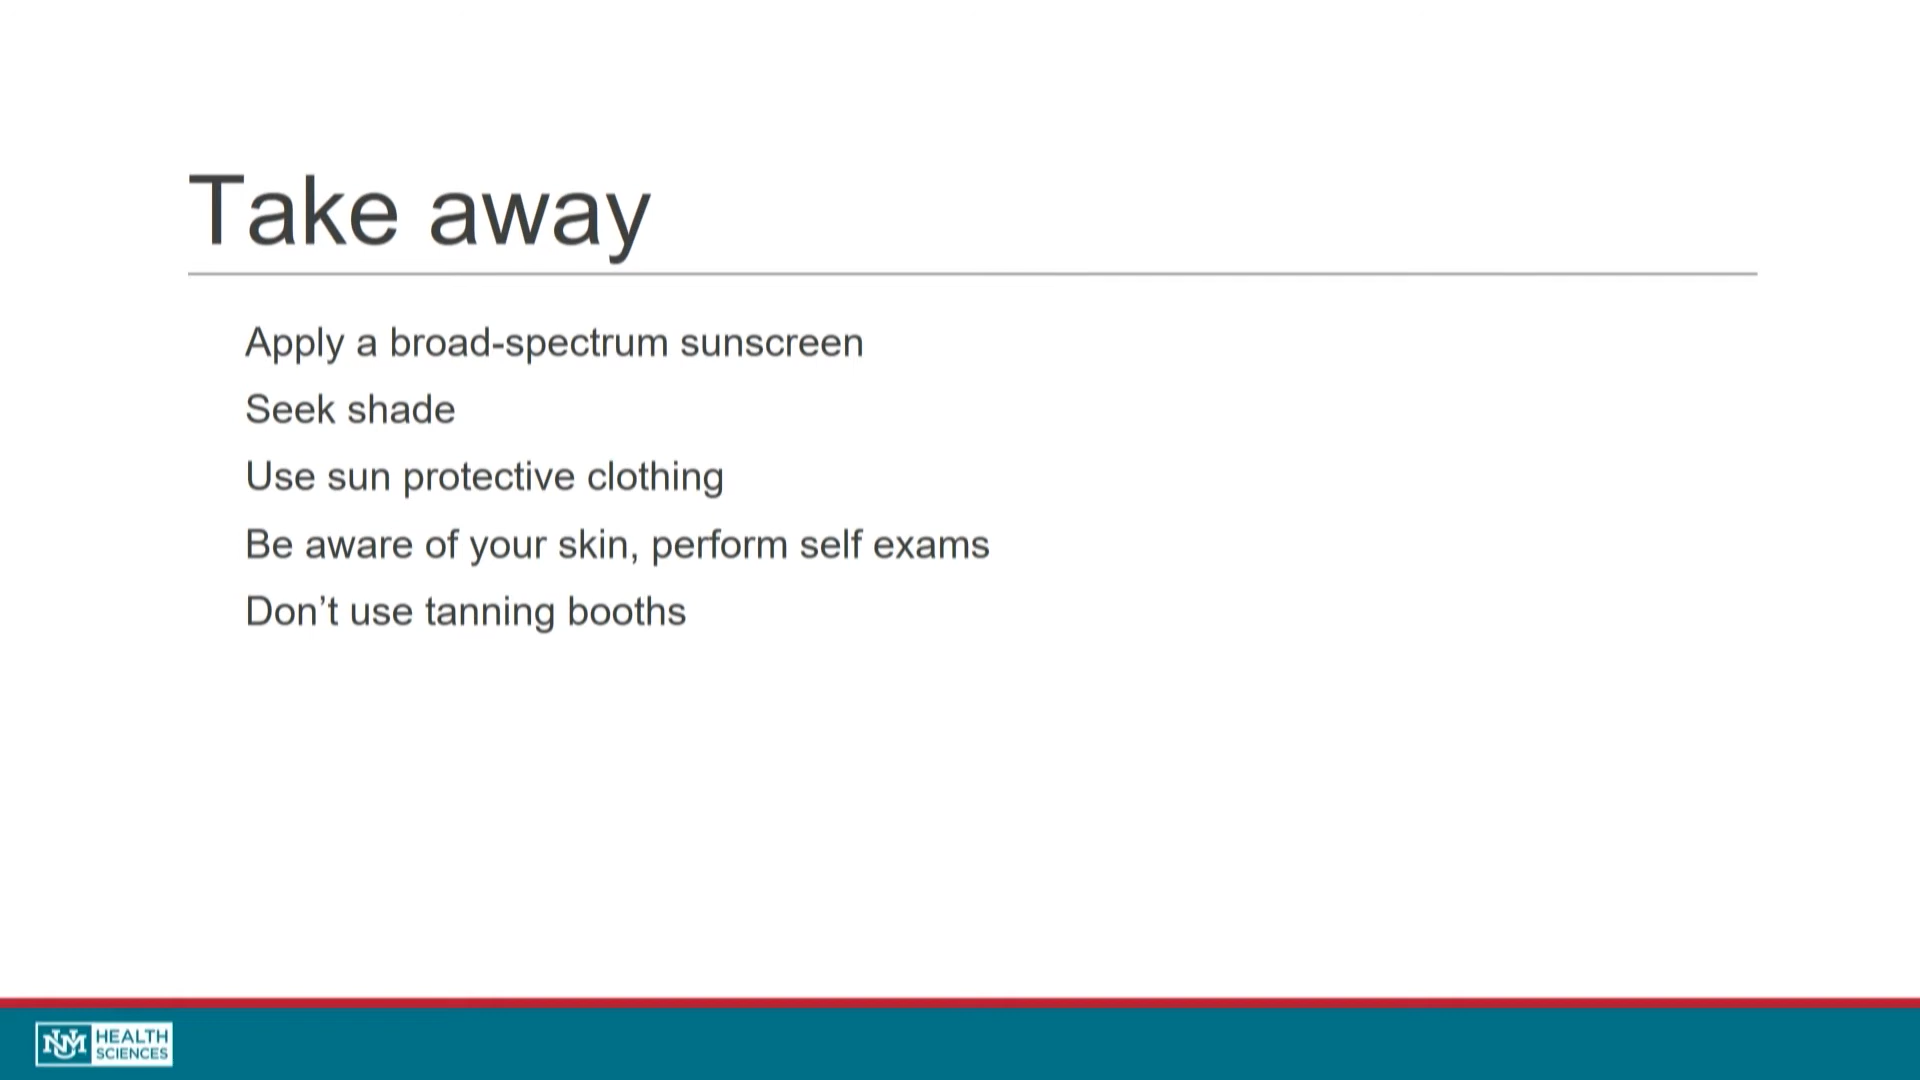 Take away
Apply a broad-spectrum sunscreen
Seek shade
Use sun protective clothing
Be aware of your skin, perform self exams
Don’t use tanning booths
UNM HEALTH
SCIENCES